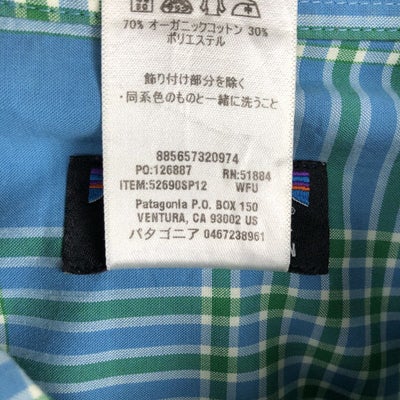 70% オーガニックコットン 30%
ポリエステル
飾り付け部分を除く
・同系色のものと一緒に洗うこと
885657320974
PO:126887 RN:51884
ITEM:52690SP12 WFU
Patagonia P.O. BOX 150
VENTURA, CA 93002 US
パタゴニア 0467238961